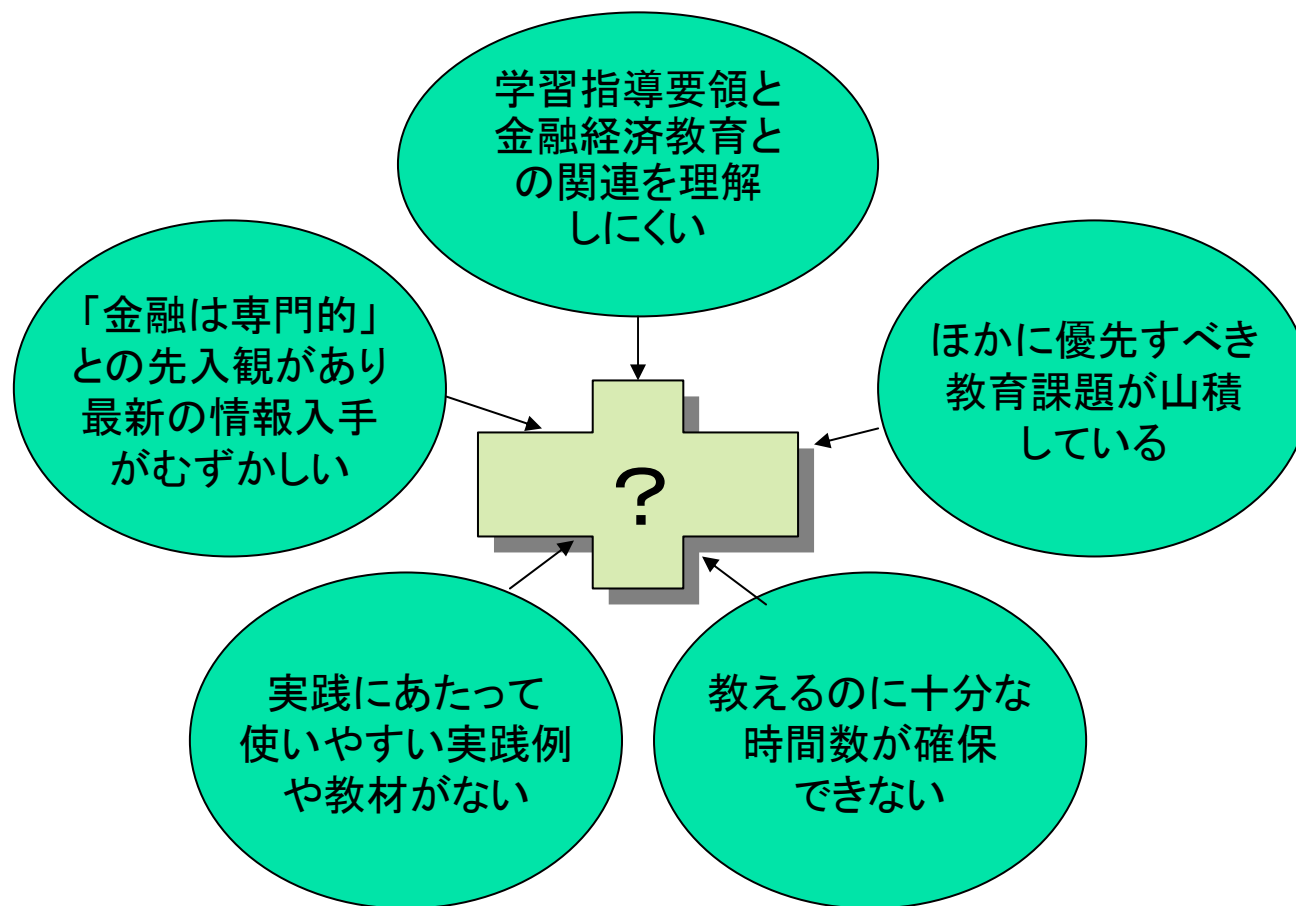 学習指導要領と
金融経済教育と
の関連を理解
しにくい
「金融は専門的」
との先入観があり
最新の情報入手
がむずかしい
ほかに優先すべき
教育課題が山積
している
?
実践にあたって
使いやすい実践例
や教材がない
教えるのに十分な
時間数が確保
できない